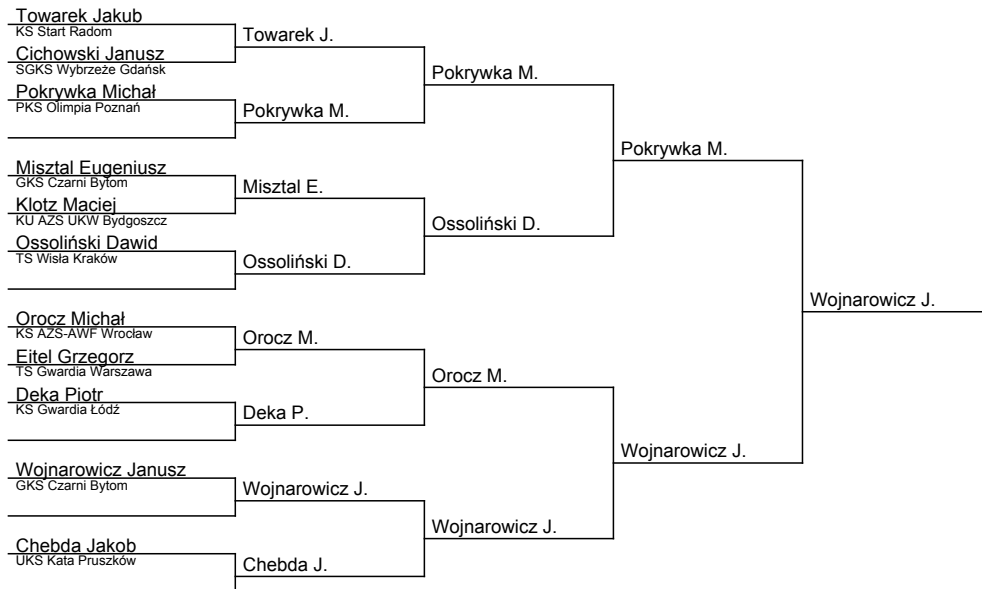 Towarek Jakub
KS Start Radom
Cichowski Janusz
SGKS Wybrzeże Gdańsk
Pokrywka Michał
PKS Olimpia Poznań
Misztal Eugeniusz
GKS Czarni Bytom
Klotz Maciej
KU AZS UKW Bydgoszcz
Ossoliński Dawid
TS Wisła Kraków
Orocz Michał
KS AZS-AWF Wrocław
Eitel Grzegorz
TS Gwardia Warszawa
Deka Piotr
KS Gwardia Łódź
Wojnarowicz Janusz
GKS Czarni Bytom
Chebda Jakob
UKS Kata Pruszków
Towarek J.
Pokrywka M.
Misztal E.
Ossoliński D.
Orocz M.
Deka P.
Wojnarowicz J.
Chebda J.
Pokrywka M.
Ossoliński D.
Orocz M.
Wojnarowicz J.
Pokrywka M.
Wojnarowicz J.
Wojnarowicz J.